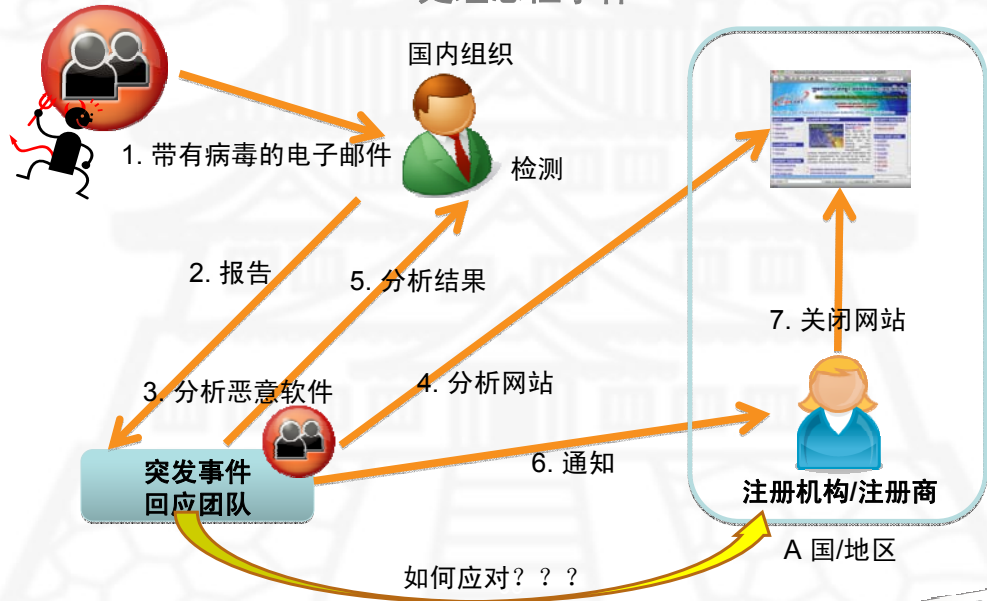 国内组织
1. 带有病毒的电子邮件
检测
2. 报告
5. 分析结果
7. 关闭网站
3. 分析恶意软件
4. 分析网站
6. 通知
突发事件
回应团队
注册机构/注册商
A 国/地区
如何应对？？？